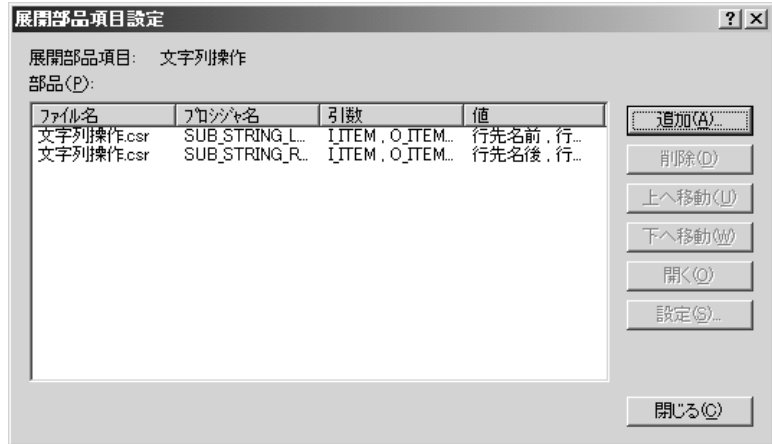 展開部品項目設定
展開部品項目: 文字列操作
部品(P):
ファイル名 プロシジャ名 引数 値
文字列操作.csr SUB_STRING_L... I_ITEM , O_ITEM... 行先名前 , 行...
文字列操作.csr SUB_STRING_R... I_ITEM , O_ITEM... 行先名後 , 行...
追加(A)...
削除(D)
上へ移動(U)
下へ移動(W)
開く(O)
設定(S)...
閉じる(C)